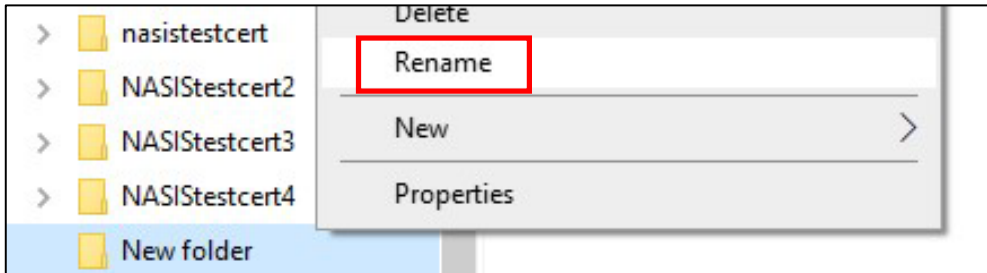 nasistestcert
NASIStestcert2
NASIStestcert3
NASIStestcert4
New folder
Delete
Rename
New
Properties